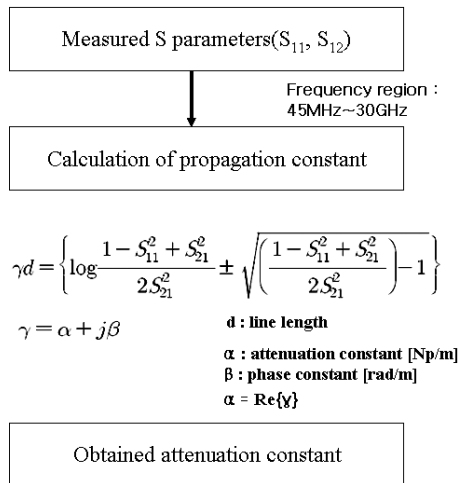 Measured S parameters(S₁₁, S₁₂)
Frequency region :
45MHz~30GHz
Calculation of propagation constant
γd = {log (1 − S₁₁² + S₂₁²)/(2S₂₁²) ± √(((1 − S₁₁² + S₂₁²)/(2S₂₁²)) − 1)}
γ = α + jβ
d : line length
α : attenuation constant [Np/m]
β : phase constant [rad/m]
α = Re{γ}
Obtained attenuation constant